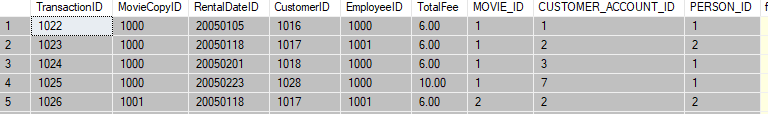 TransactionID MovieCopyID RentalDateID CustomerID EmployeeID TotalFee MOVIE_ID CUSTOMER_ACCOUNT_ID PERSON_ID f
1 1022 1000 20050105 1016 1000 6.00 1 1 1
2 1023 1000 20050118 1017 1001 6.00 1 2 2
3 1024 1000 20050201 1018 1000 6.00 1 3 1
4 1025 1000 20050223 1028 1000 10.00 1 7 1
5 1026 1001 20050118 1017 1001 6.00 2 2 2